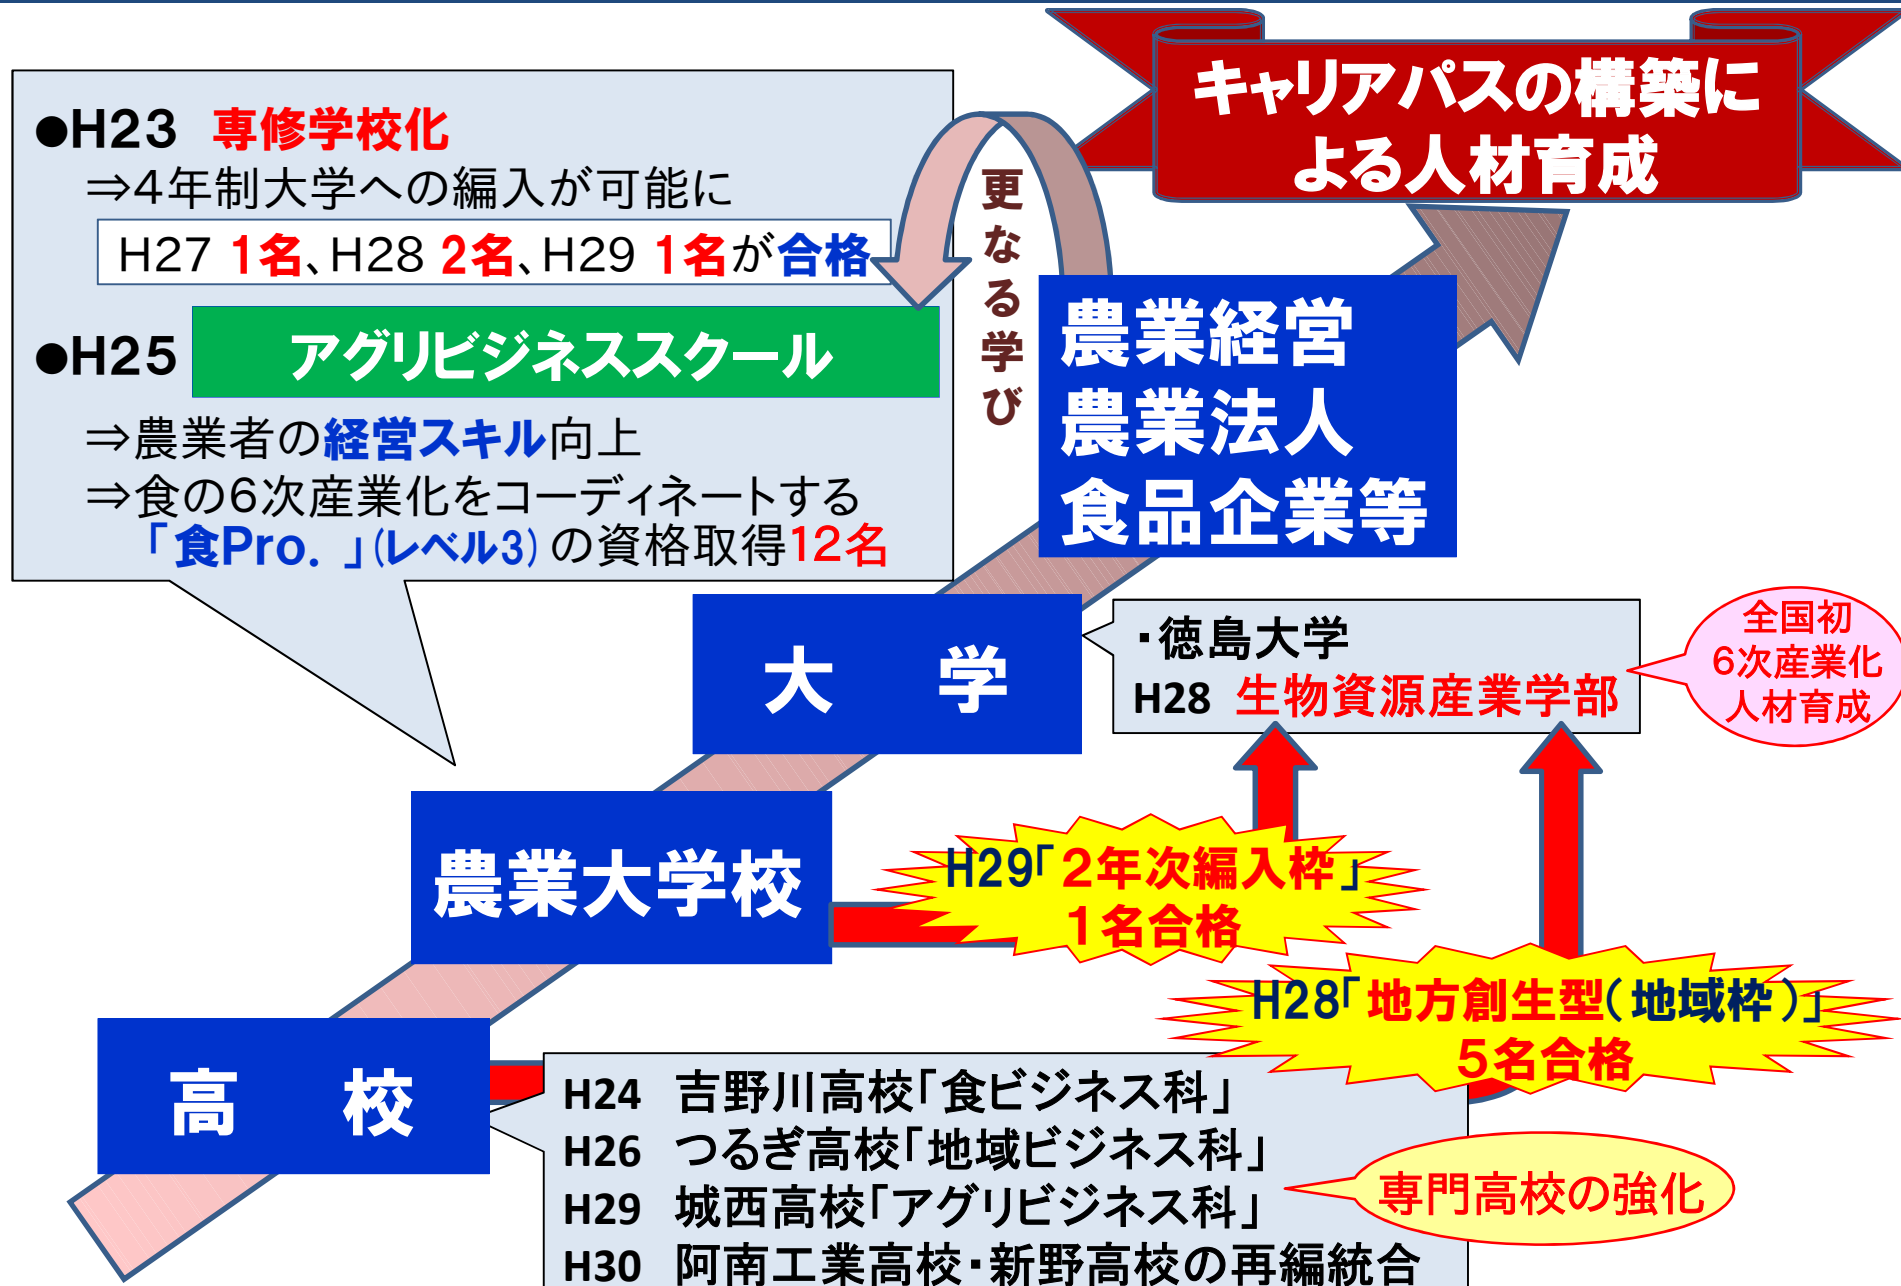 キャリアパスの構築に
よる人材育成
●H23 専修学校化
⇒4年制大学への編入が可能に
H27 1名、H28 2名、H29 1名が合格
●H25 アグリビジネススクール
⇒農業者の経営スキル向上
⇒食の6次産業化をコーディネートする
「食Pro．」(レベル3)の資格取得12名
更なる学び
農業経営
農業法人
食品企業等
大　学
・徳島大学
H28 生物資源産業学部
全国初
6次産業化
人材育成
農業大学校
H29「2年次編入枠」
1名合格
H28「地方創生型(地域枠)」
5名合格
高　校
H24 吉野川高校「食ビジネス科」
H26 つるぎ高校「地域ビジネス科」
H29 城西高校「アグリビジネス科」
H30 阿南工業高校・新野高校の再編統合
専門高校の強化